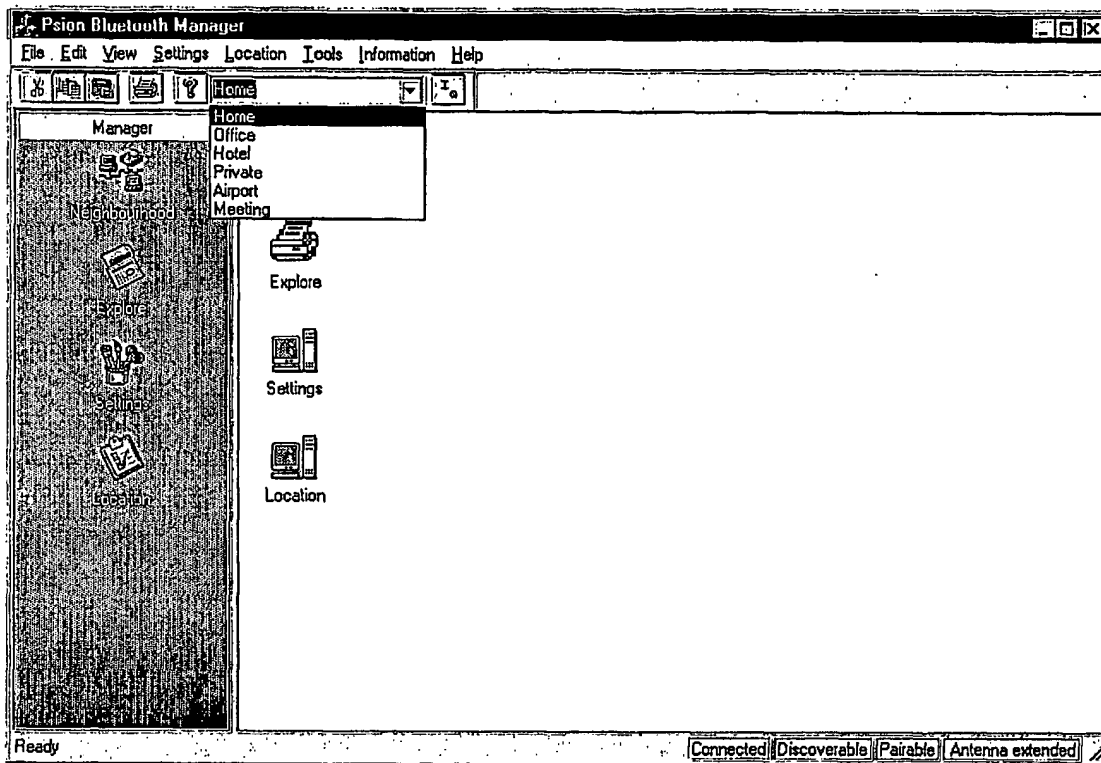 Psion Bluetooth Manager
File Edit View Settings Location Tools Information Help
Home
Manager
Home
Office
Hotel
Private
Airport
Meeting
Neighbourhood
Explore
Settings
Location
Explore
Settings
Location
Ready
Connected Discoverable Pairable Antenna extended